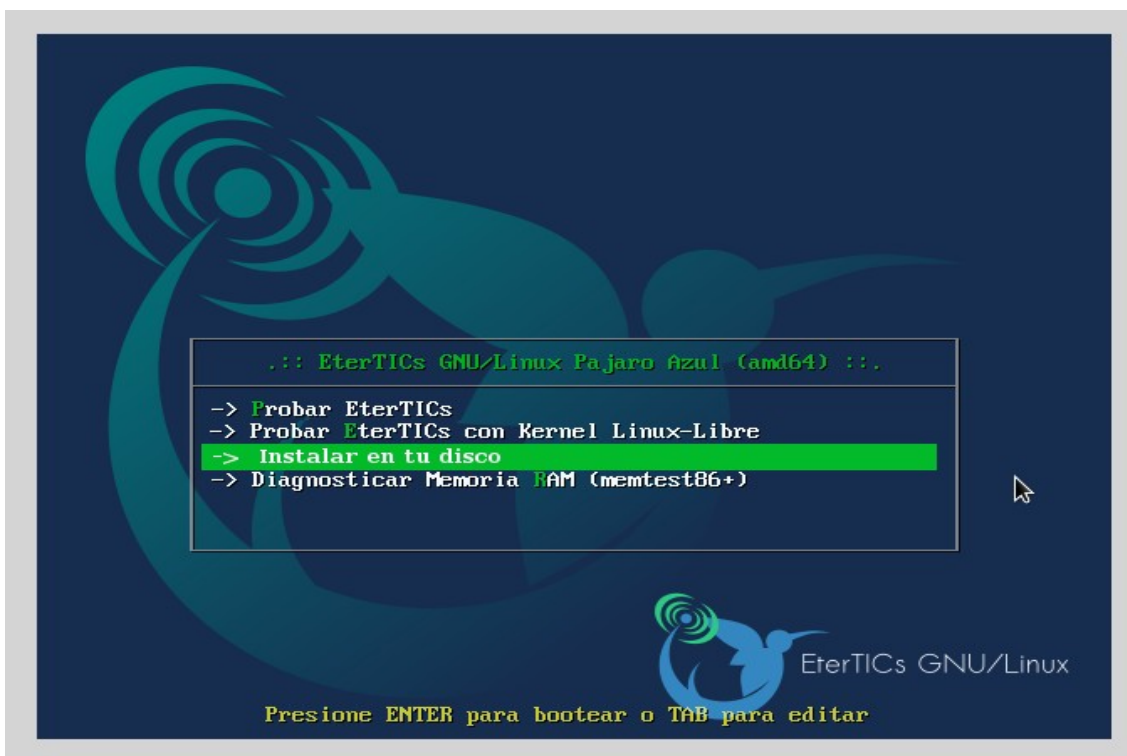 .:: EterTICs GNU/Linux Pajaro Azul (amd64) ::.
-> Probar EterTICs
-> Probar EterTICs con Kernel Linux-Libre
-> Instalar en tu disco
-> Diagnosticar Memoria RAM (memtest86+)
EterTICs GNU/Linux
Presione ENTER para bootear o TAB para editar